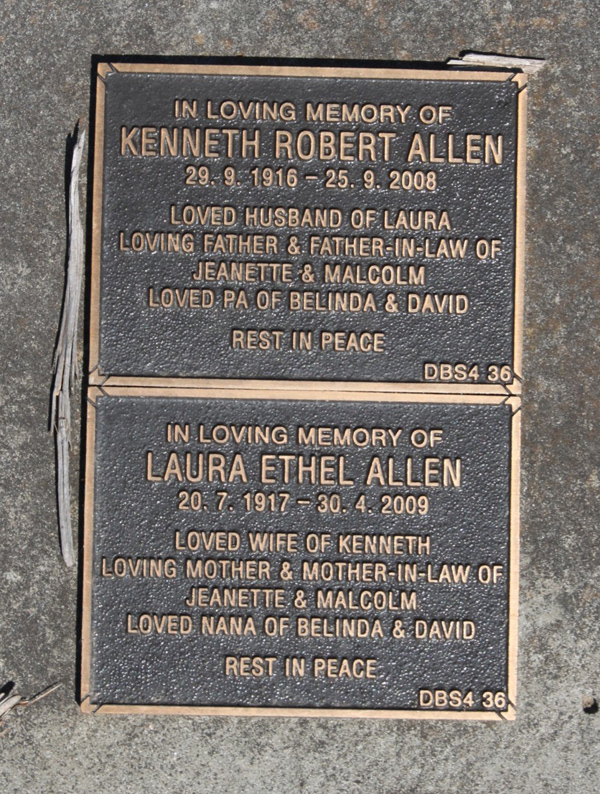 IN LOVING MEMORY OF
KENNETH ROBERT ALLEN
29. 9. 1916 – 25. 9. 2008
LOVED HUSBAND OF LAURA
LOVING FATHER & FATHER-IN-LAW OF
JEANETTE & MALCOLM
LOVED PA OF BELINDA & DAVID
REST IN PEACE
DBS4 36
IN LOVING MEMORY OF
LAURA ETHEL ALLEN
20. 7. 1917 – 30. 4. 2009
LOVED WIFE OF KENNETH
LOVING MOTHER & MOTHER-IN-LAW OF
JEANETTE & MALCOLM
LOVED NANA OF BELINDA & DAVID
REST IN PEACE
DBS4 36